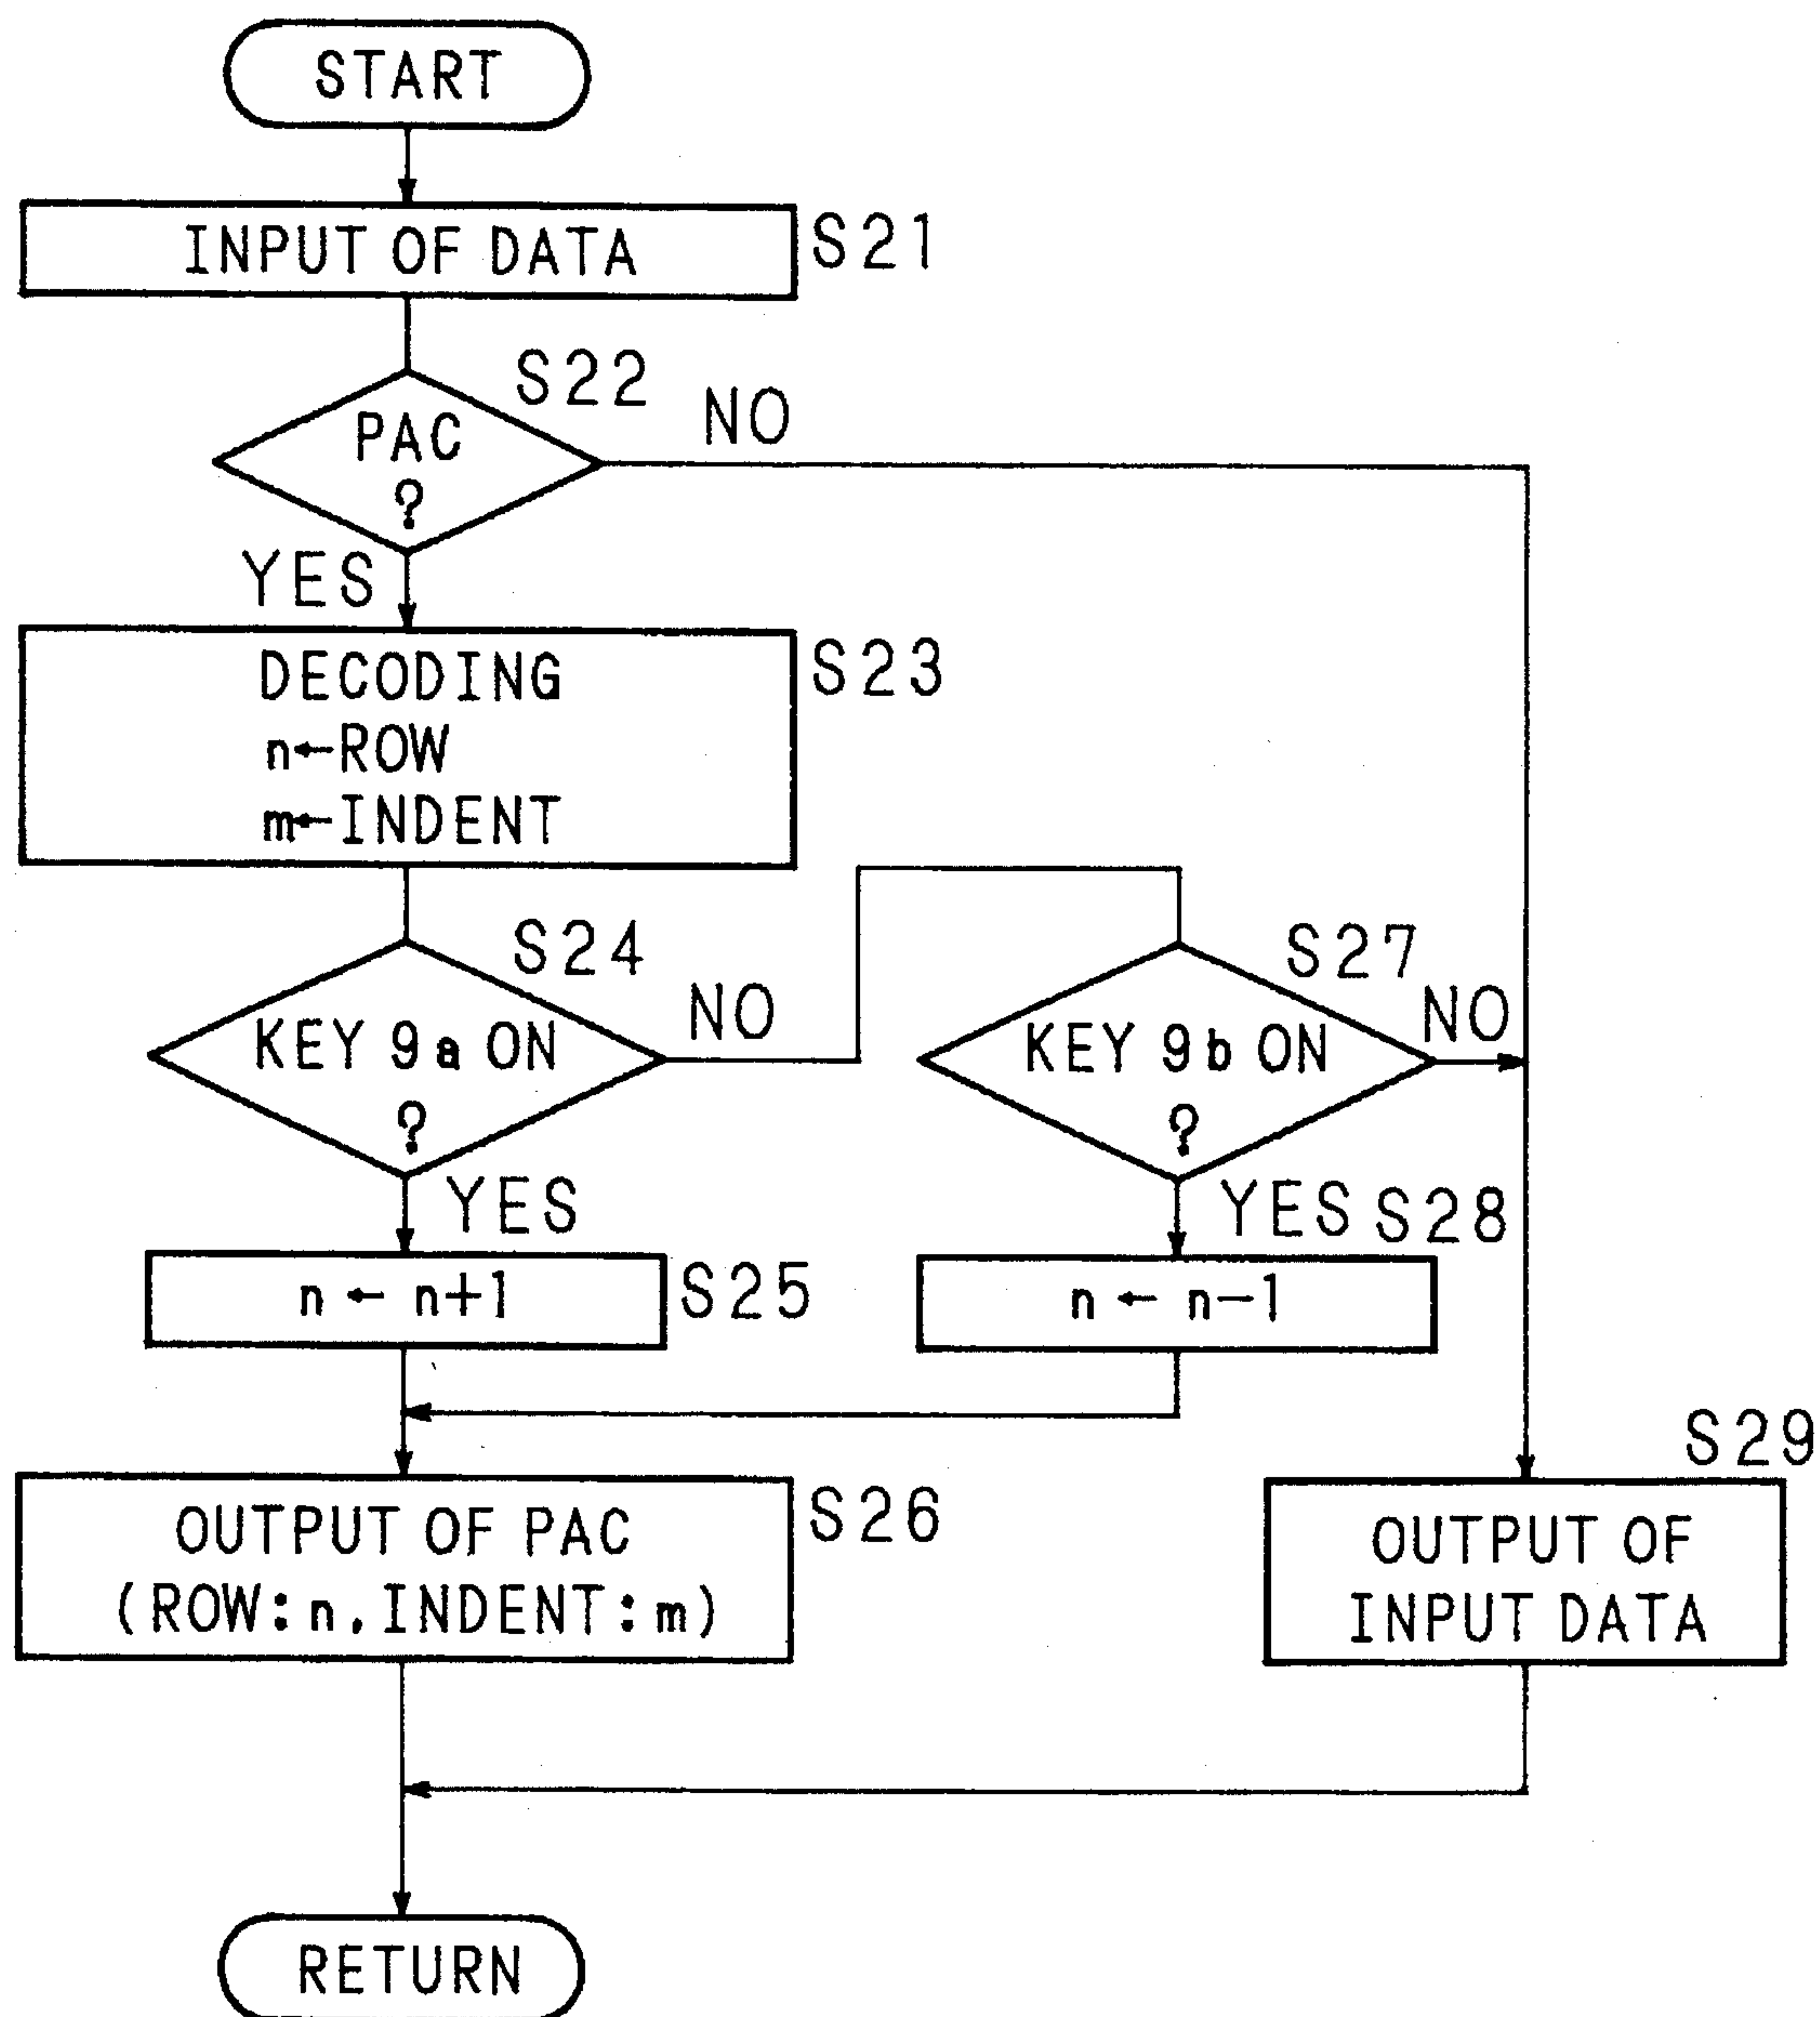 START
INPUT OF DATA
S21
S22
PAC
?
NO
YES
DECODING
n←ROW
m←INDENT
S23
S24
KEY 9a ON
?
NO
S27
KEY 9b ON
?
NO
YES
n ← n+1
S25
YES
S28
n ← n-1
OUTPUT OF PAC
(ROW:n,INDENT:m)
S26
S29
OUTPUT OF
INPUT DATA
RETURN